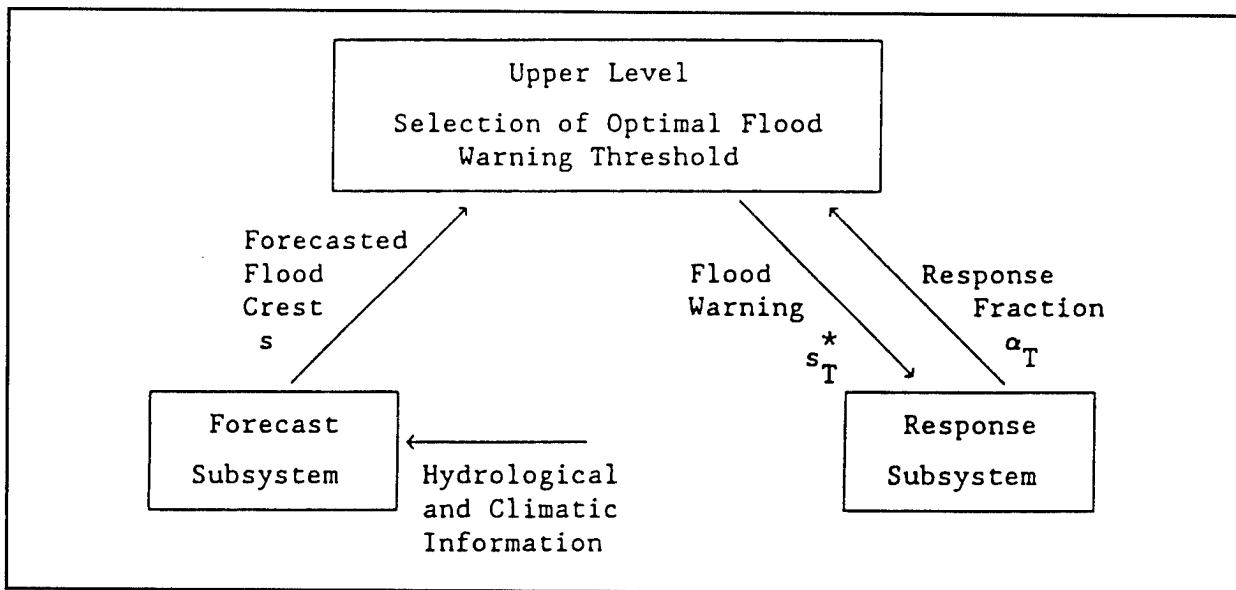 Upper Level
Selection of Optimal Flood
Warning Threshold
Forecasted
Flood
Crest
s
Flood
Warning
s*T
Response
Fraction
αT
Forecast
Subsystem
Hydrological
and Climatic
Information
Response
Subsystem